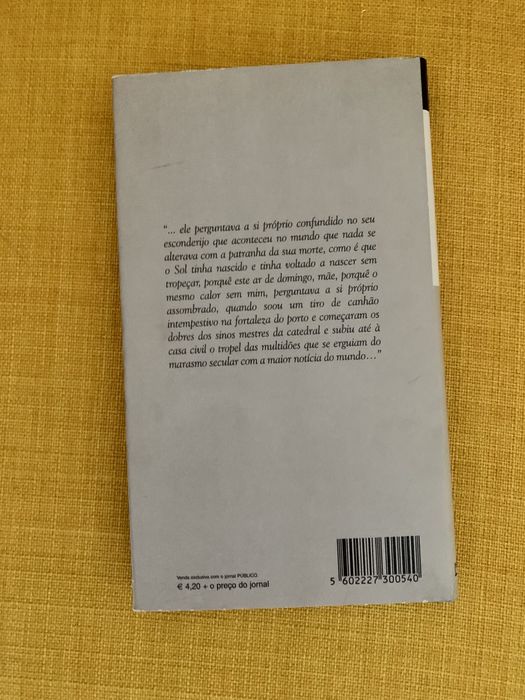 "... ele perguntava a si próprio confundido no seu
esconderijo que aconteceu no mundo que nada se
alterava com a patranha da sua morte, como é que
o Sol tinha nascido e tinha voltado a nascer sem
tropeçar, porquê este ar de domingo, mãe, porquê o
mesmo calor sem mim, perguntava a si próprio
assombrado, quando soou um tiro de canhão
intempestivo na fortaleza do porto e começaram os
dobres dos sinos mestres da catedral e subiu até à
casa civil o tropel das multidões que se erguiam do
marasmo secular com a maior notícia do mundo..."
Venda exclusiva com o jornal PÚBLICO.
€ 4,20 + o preço do jornal
5 602227 300540